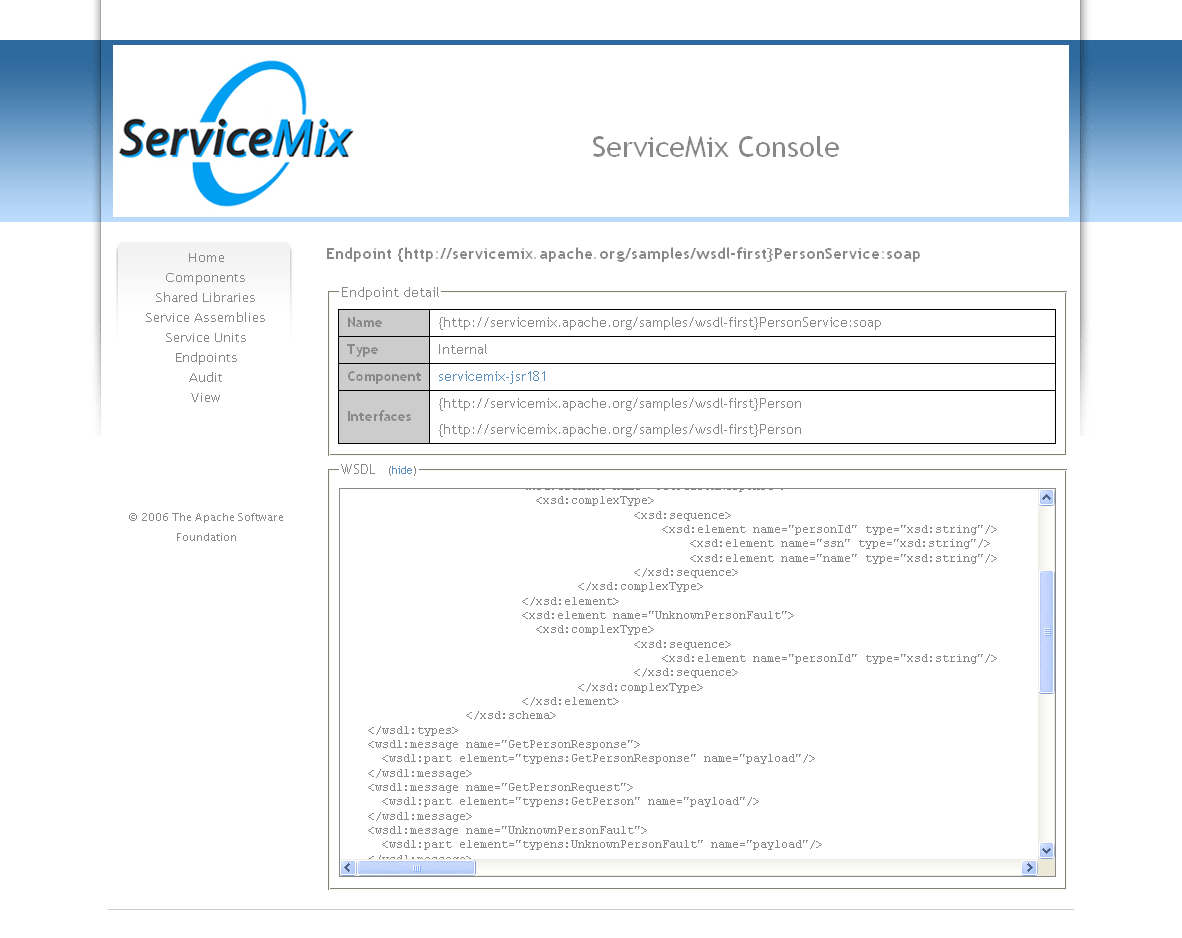 ServiceMix
ServiceMix Console
Home
Components
Shared Libraries
Service Assemblies
Service Units
Endpoints
Audit
View
© 2006 The Apache Software
Foundation
Endpoint {http://servicemix.apache.org/samples/wsdl-first}PersonService:soap
Endpoint detail
Name {http://servicemix.apache.org/samples/wsdl-first}PersonService:soap
Type Internal
Component servicemix-jsr181
Interfaces {http://servicemix.apache.org/samples/wsdl-first}Person
{http://servicemix.apache.org/samples/wsdl-first}Person
WSDL (hide)
<xsd:complexType>
<xsd:sequence>
<xsd:element name="personId" type="xsd:string"/>
<xsd:element name="ssn" type="xsd:string"/>
<xsd:element name="name" type="xsd:string"/>
</xsd:sequence>
</xsd:complexType>
</xsd:element>
<xsd:element name="UnknownPersonFault">
<xsd:complexType>
<xsd:sequence>
<xsd:element name="personId" type="xsd:string"/>
</xsd:sequence>
</xsd:complexType>
</xsd:element>
</xsd:schema>
</wsdl:types>
<wsdl:message name="GetPersonResponse">
<wsdl:part element="typens:GetPersonResponse" name="payload"/>
</wsdl:message>
<wsdl:message name="GetPersonRequest">
<wsdl:part element="typens:GetPerson" name="payload"/>
</wsdl:message>
<wsdl:message name="UnknownPersonFault">
<wsdl:part element="typens:UnknownPersonFault" name="payload"/>
</wsdl:message>